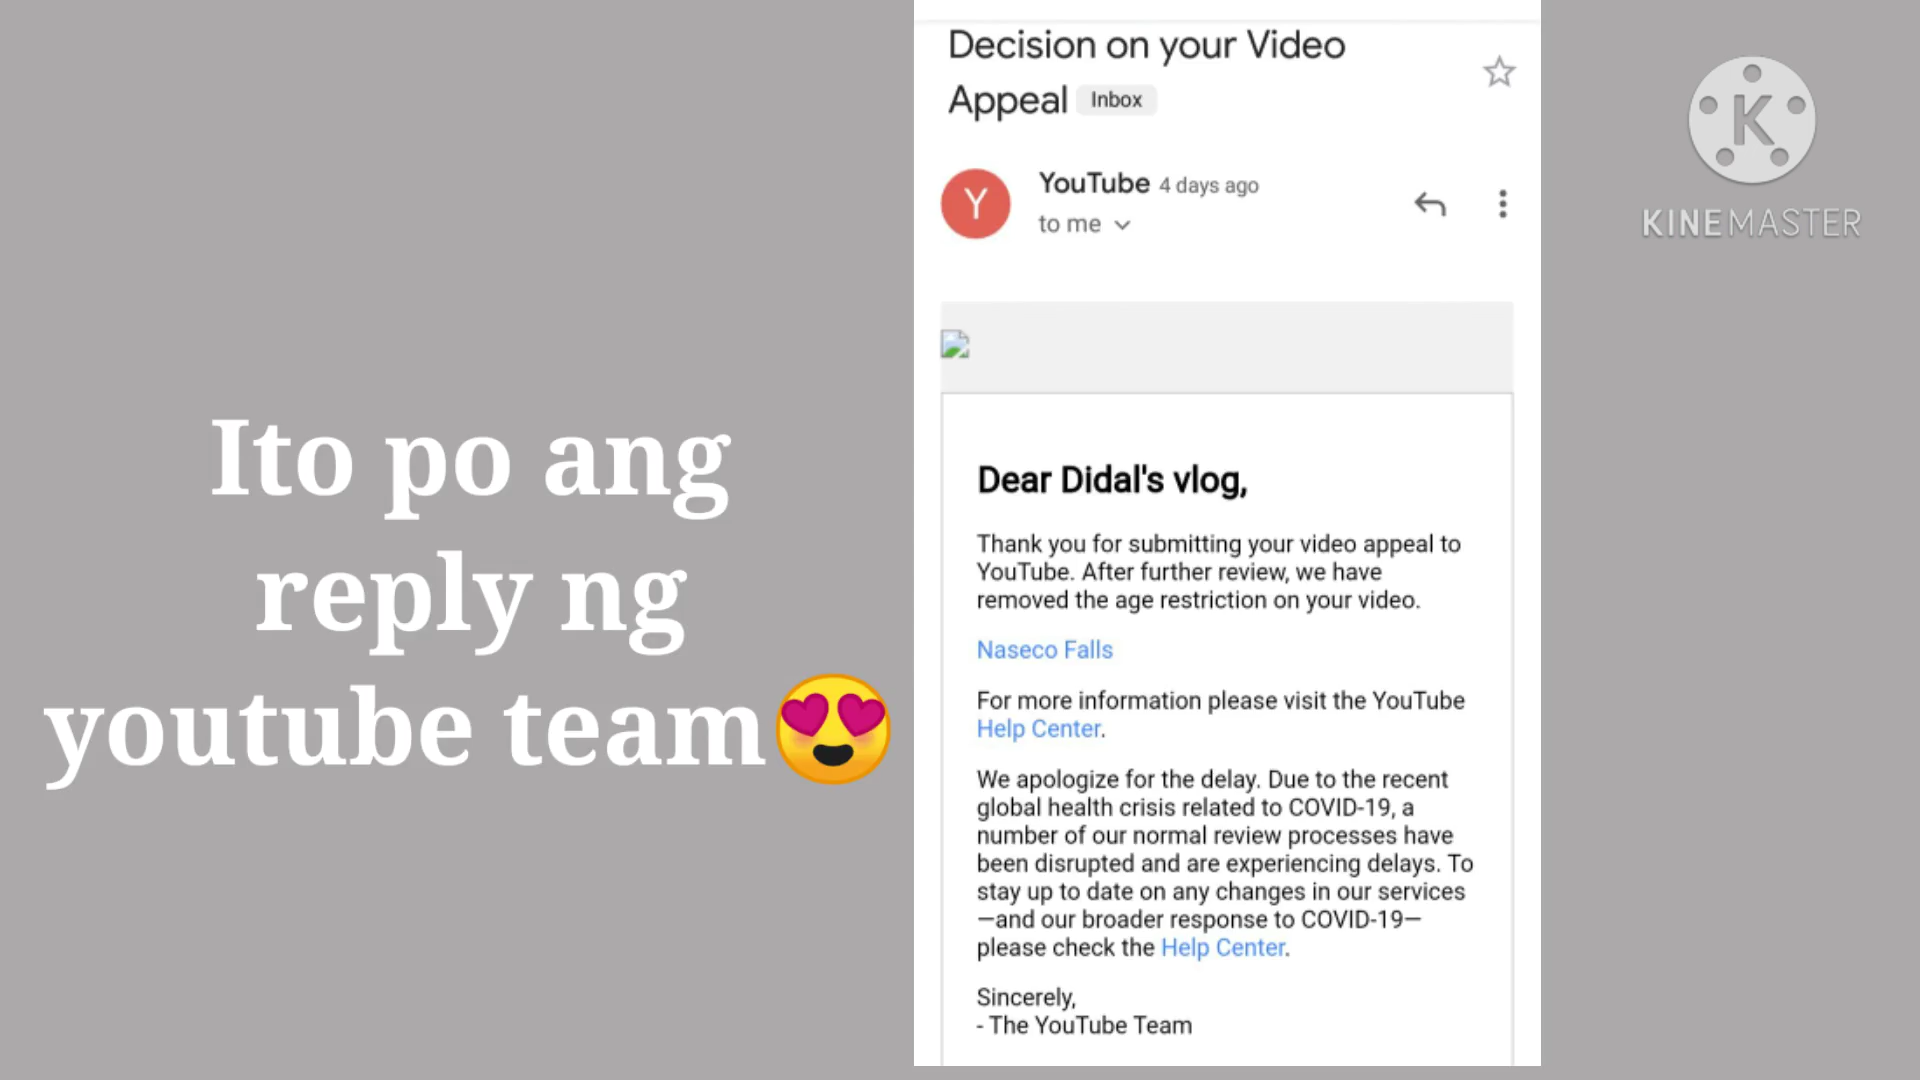 Ito po ang
reply ng
youtube team😍
Decision on your Video
Appeal Inbox
Y
YouTube 4 days ago
to me
Dear Didal's vlog,
Thank you for submitting your video appeal to
YouTube. After further review, we have
removed the age restriction on your video.
Naseco Falls
For more information please visit the YouTube
Help Center.
We apologize for the delay. Due to the recent
global health crisis related to COVID-19, a
number of our normal review processes have
been disrupted and are experiencing delays. To
stay up to date on any changes in our services
—and our broader response to COVID-19—
please check the Help Center.
Sincerely,
- The YouTube Team
K
KINEMASTER